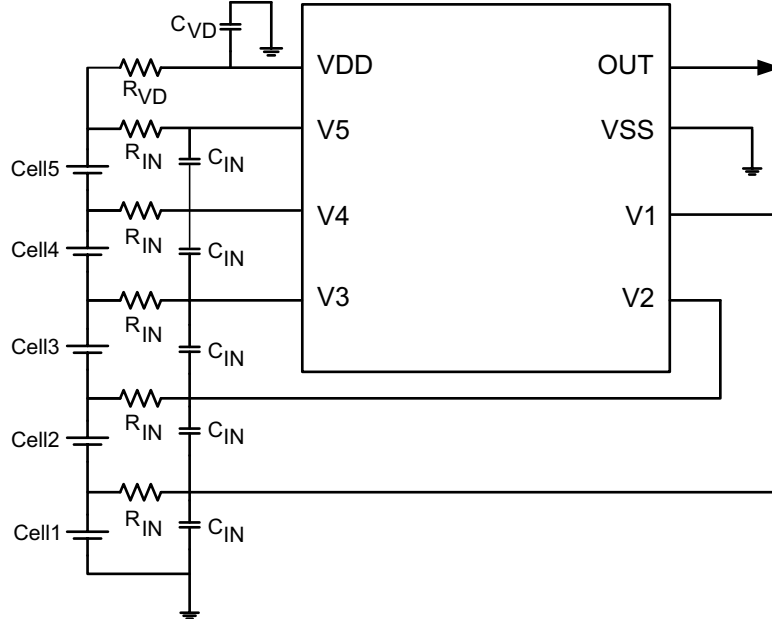 CVD
VDD
OUT
RVD
V5
VSS
RIN
CIN
Cell5
V4
V1
RIN
Cell4
CIN
V3
V2
RIN
Cell3
CIN
RIN
CIN
Cell2
RIN
CIN
Cell1